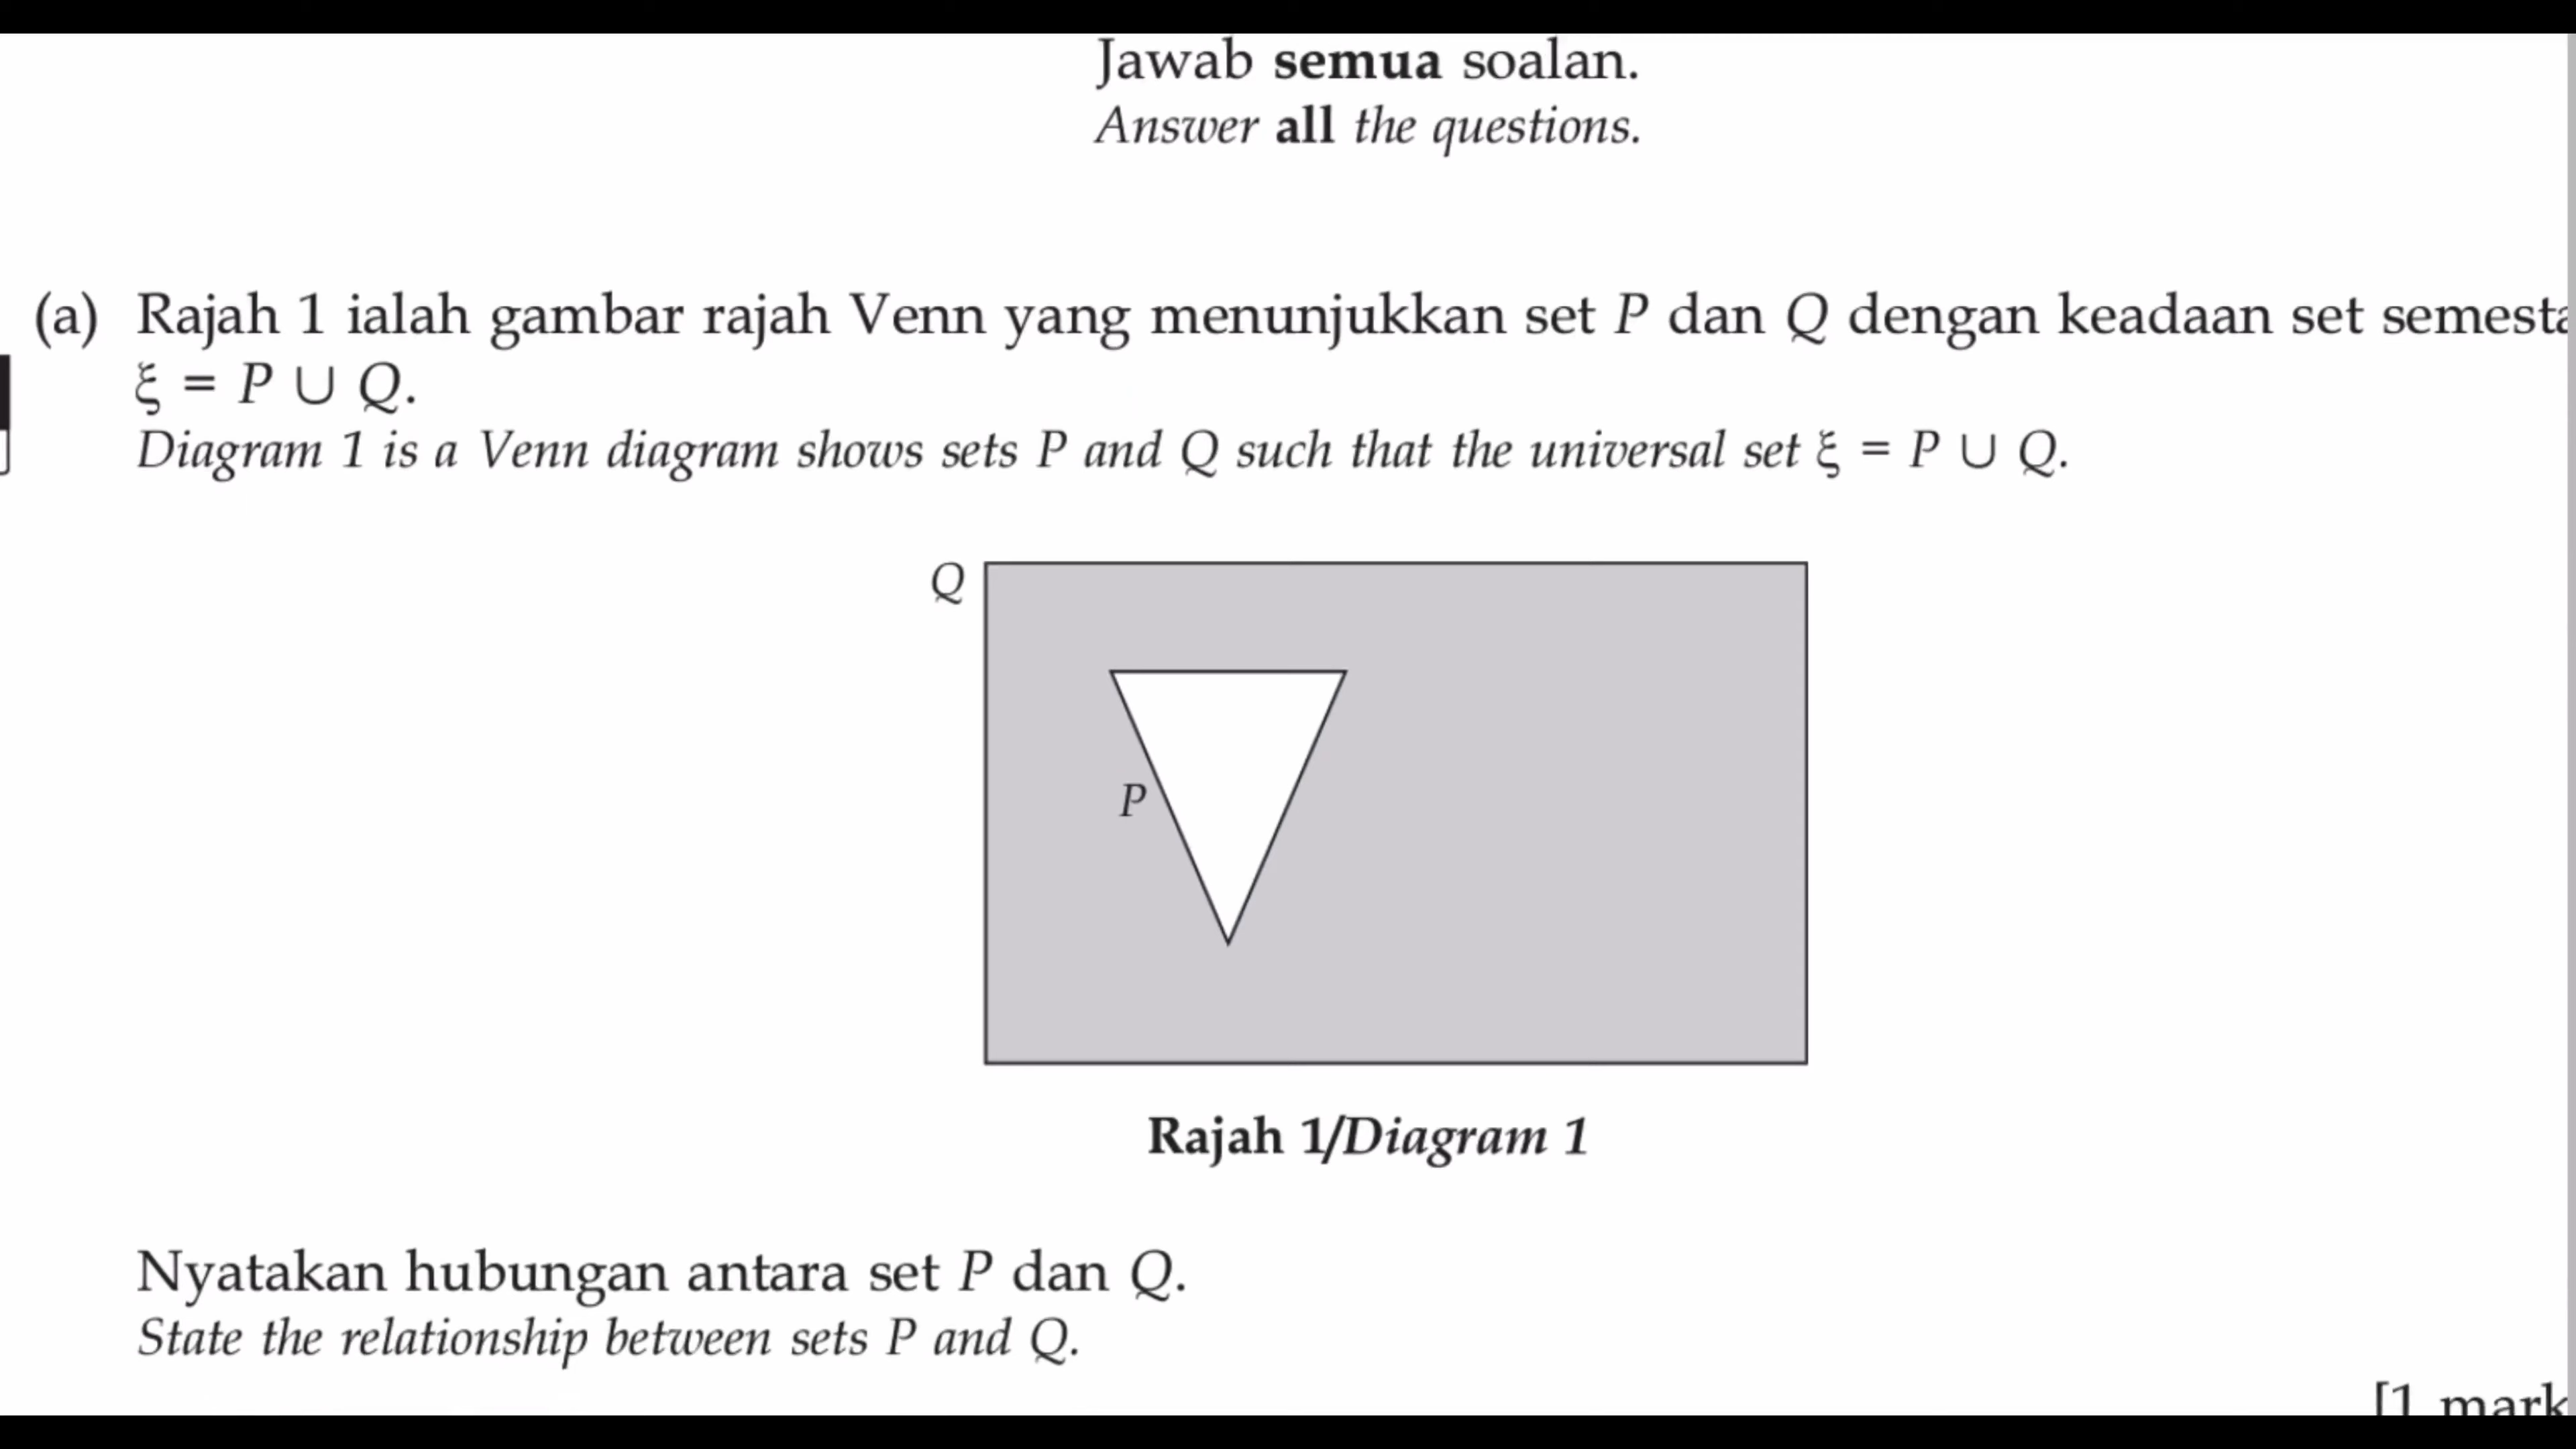 Jawab semua soalan.
Answer all the questions.
(a) Rajah 1 ialah gambar rajah Venn yang menunjukkan set P dan Q dengan keadaan set semesta
ξ = P ∪ Q.
Diagram 1 is a Venn diagram shows sets P and Q such that the universal set ξ = P ∪ Q.
Q
P
Rajah 1/Diagram 1
Nyatakan hubungan antara set P dan Q.
State the relationship between sets P and Q.
[1 mark